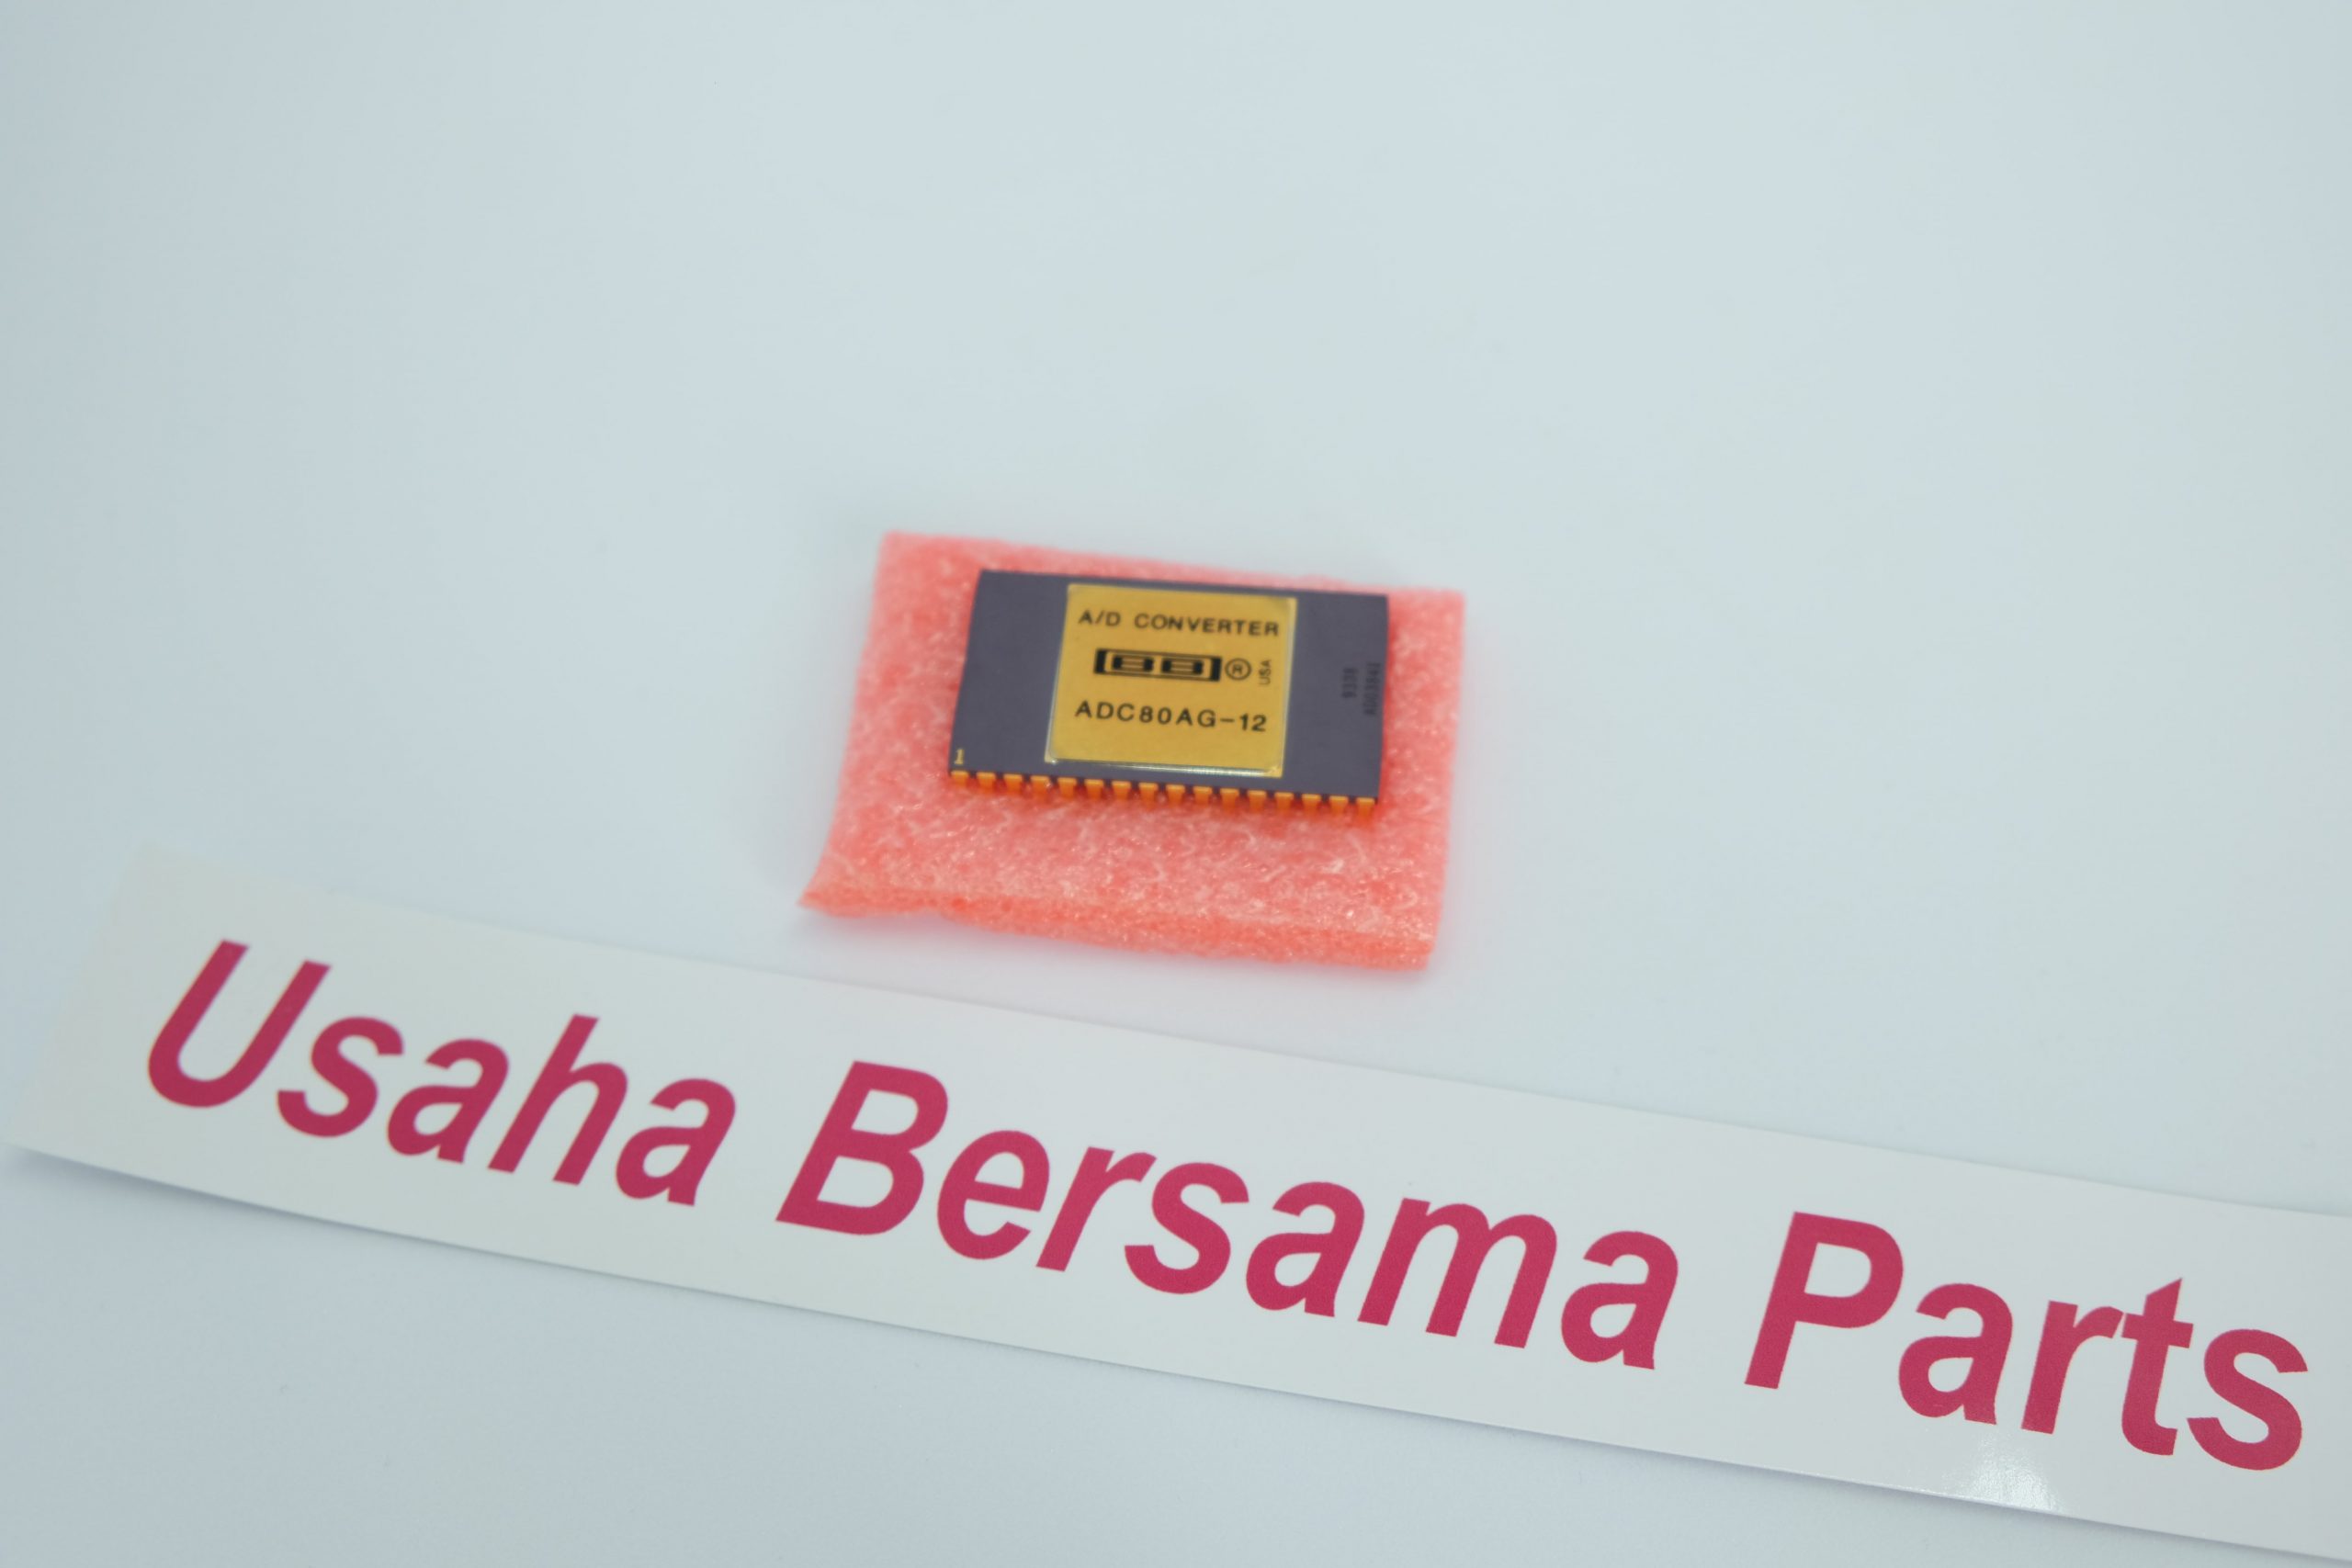 A/D CONVERTER
BB ® USA
ADC80AG-12
1
Usaha Bersama Parts